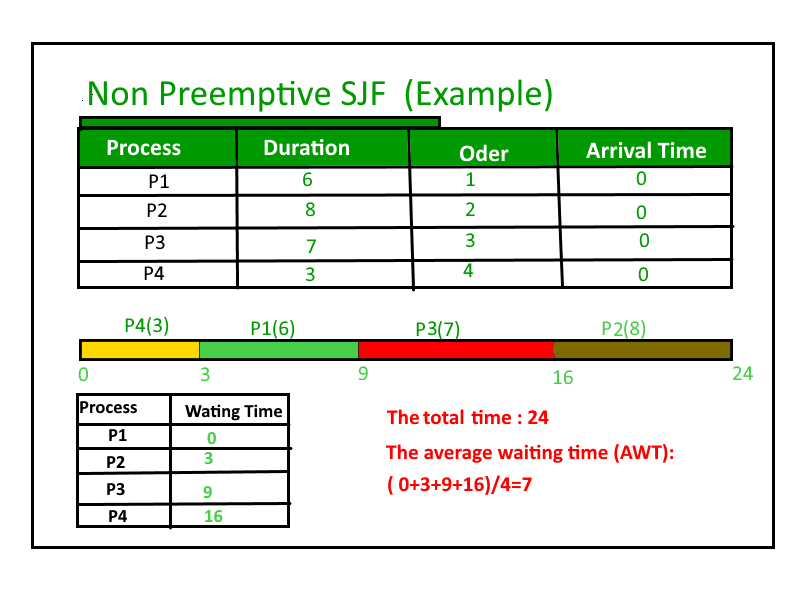 Non Preemptive SJF (Example)
Process Duration Oder Arrival Time
P1 6 1 0
P2 8 2 0
P3 7 3 0
P4 3 4 0
P4(3) P1(6) P3(7) P2(8)
0 3 9 16 24
Process Wating Time
P1 0
P2 3
P3 9
P4 16
The total time : 24
The average waiting time (AWT):
( 0+3+9+16)/4=7